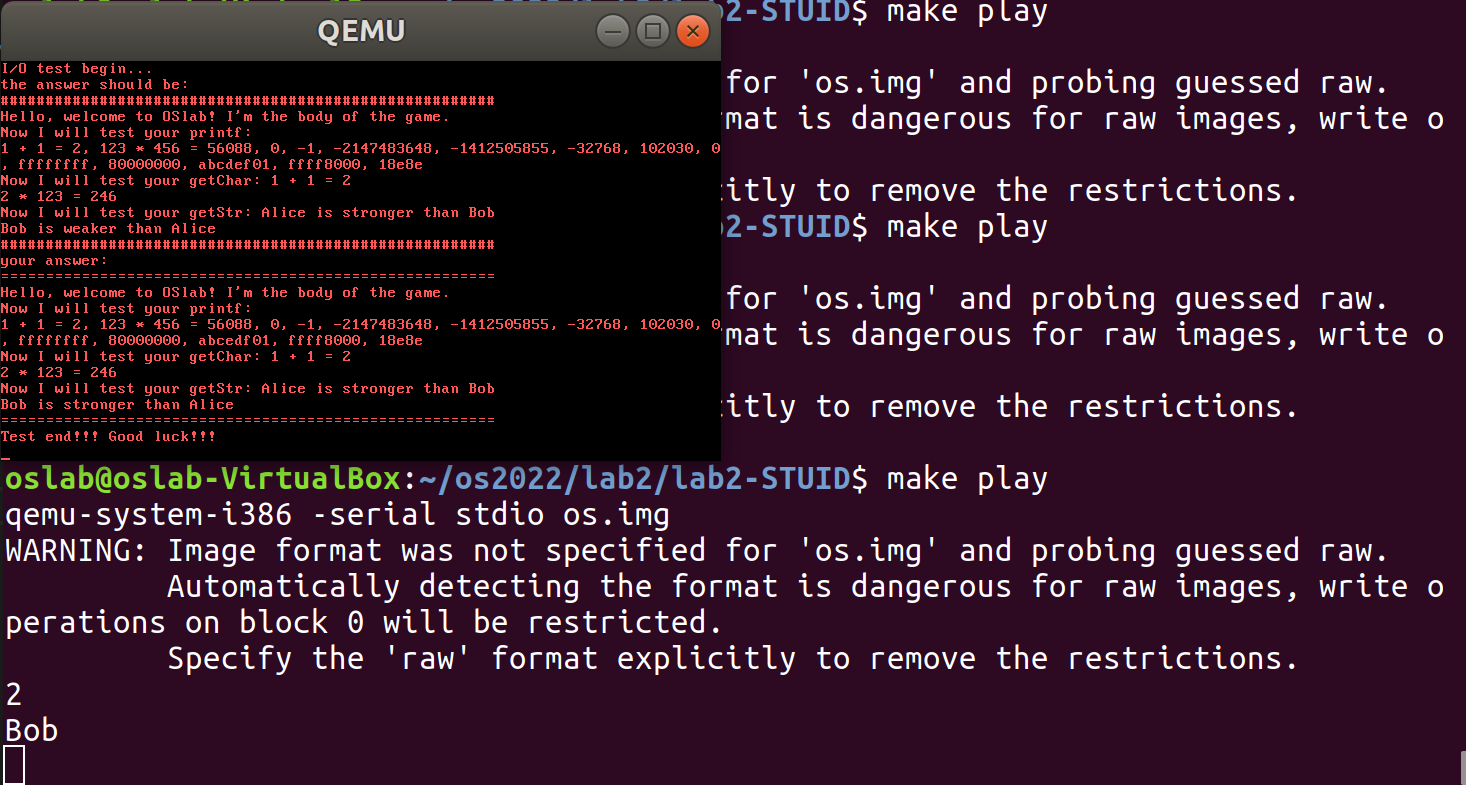 QEMU
I/O test begin...
the answer should be:
#######################################################
Hello, welcome to OSlab! I'm the body of the game.
Now I will test your printf:
1 + 1 = 2, 123 * 456 = 56088, 0, -1, -2147483648, -1412505855, -32768, 102030, 0
, ffffffff, 80000000, abcdef01, ffff8000, 18e8e
Now I will test your getChar: 1 + 1 = 2
2 * 123 = 246
Now I will test your getStr: Alice is stronger than Bob
Bob is weaker than Alice
#######################################################
your answer:
=======================================================
Hello, welcome to OSlab! I'm the body of the game.
Now I will test your printf:
1 + 1 = 2, 123 * 456 = 56088, 0, -1, -2147483648, -1412505855, -32768, 102030, 0
, ffffffff, 80000000, abcedf01, ffff8000, 18e8e
Now I will test your getChar: 1 + 1 = 2
2 * 123 = 246
Now I will test your getStr: Alice is stronger than Bob
Bob is stronger than Alice
=======================================================
Test end!!! Good luck!!!
b2-STUID$ make play
for 'os.img' and probing guessed raw.
mat is dangerous for raw images, write o
citly to remove the restrictions.
b2-STUID$ make play
for 'os.img' and probing guessed raw.
mat is dangerous for raw images, write o
citly to remove the restrictions.
oslab@oslab-VirtualBox:~/os2022/lab2/lab2-STUID$ make play
qemu-system-i386 -serial stdio os.img
WARNING: Image format was not specified for 'os.img' and probing guessed raw.
Automatically detecting the format is dangerous for raw images, write o
perations on block 0 will be restricted.
Specify the 'raw' format explicitly to remove the restrictions.
2
Bob